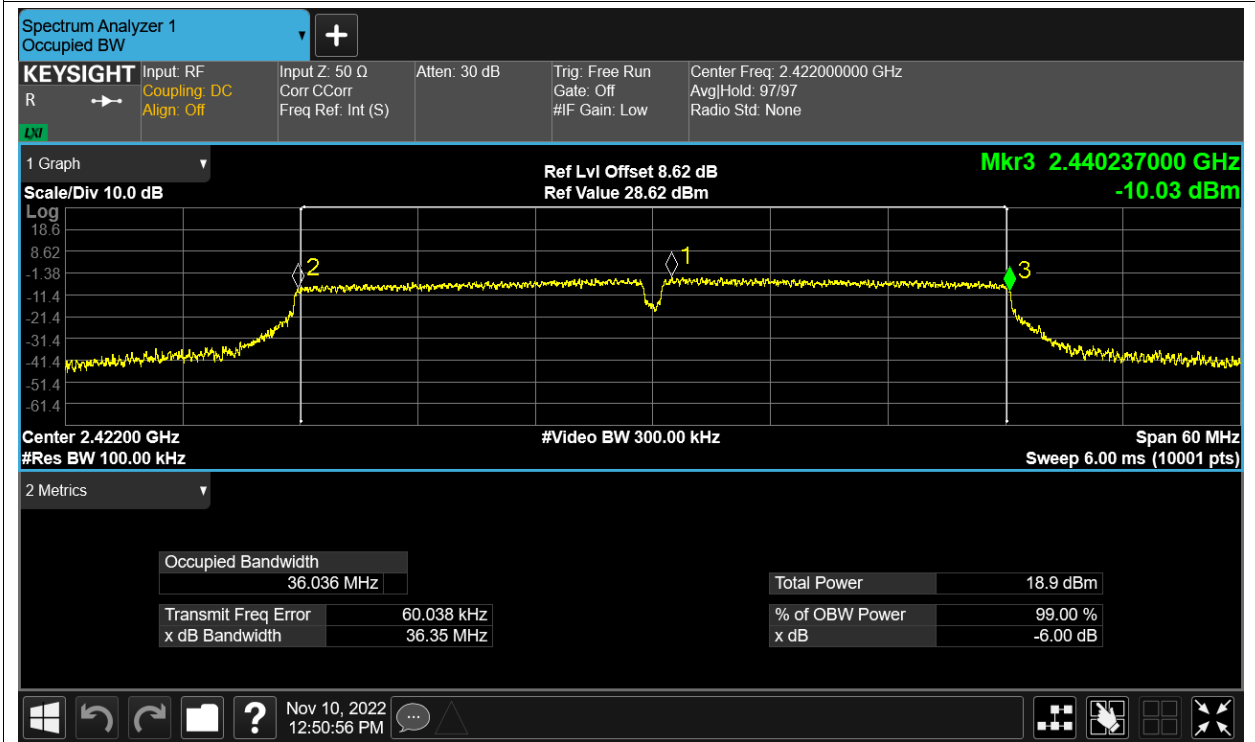 Spectrum Analyzer 1
Occupied BW
KEYSIGHT
R
LXI
Input: RF
Coupling: DC
Align: Off
Input Z: 50 Ω
Corr CCorr
Freq Ref: Int (S)
Atten: 30 dB
Trig: Free Run
Gate: Off
#IF Gain: Low
Center Freq: 2.422000000 GHz
Avg|Hold: 97/97
Radio Std: None
1 Graph
Scale/Div 10.0 dB
Ref Lvl Offset 8.62 dB
Ref Value 28.62 dBm
Mkr3 2.440237000 GHz
-10.03 dBm
Log
18.6
8.62
-1.38
-11.4
-21.4
-31.4
-41.4
-51.4
-61.4
2
1
3
Center 2.42200 GHz
#Res BW 100.00 kHz
#Video BW 300.00 kHz
Span 60 MHz
Sweep 6.00 ms (10001 pts)
2 Metrics
Occupied Bandwidth
36.036 MHz
Transmit Freq Error 60.038 kHz
x dB Bandwidth 36.35 MHz
Total Power 18.9 dBm
% of OBW Power 99.00 %
x dB -6.00 dB
?
Nov 10, 2022
12:50:56 PM